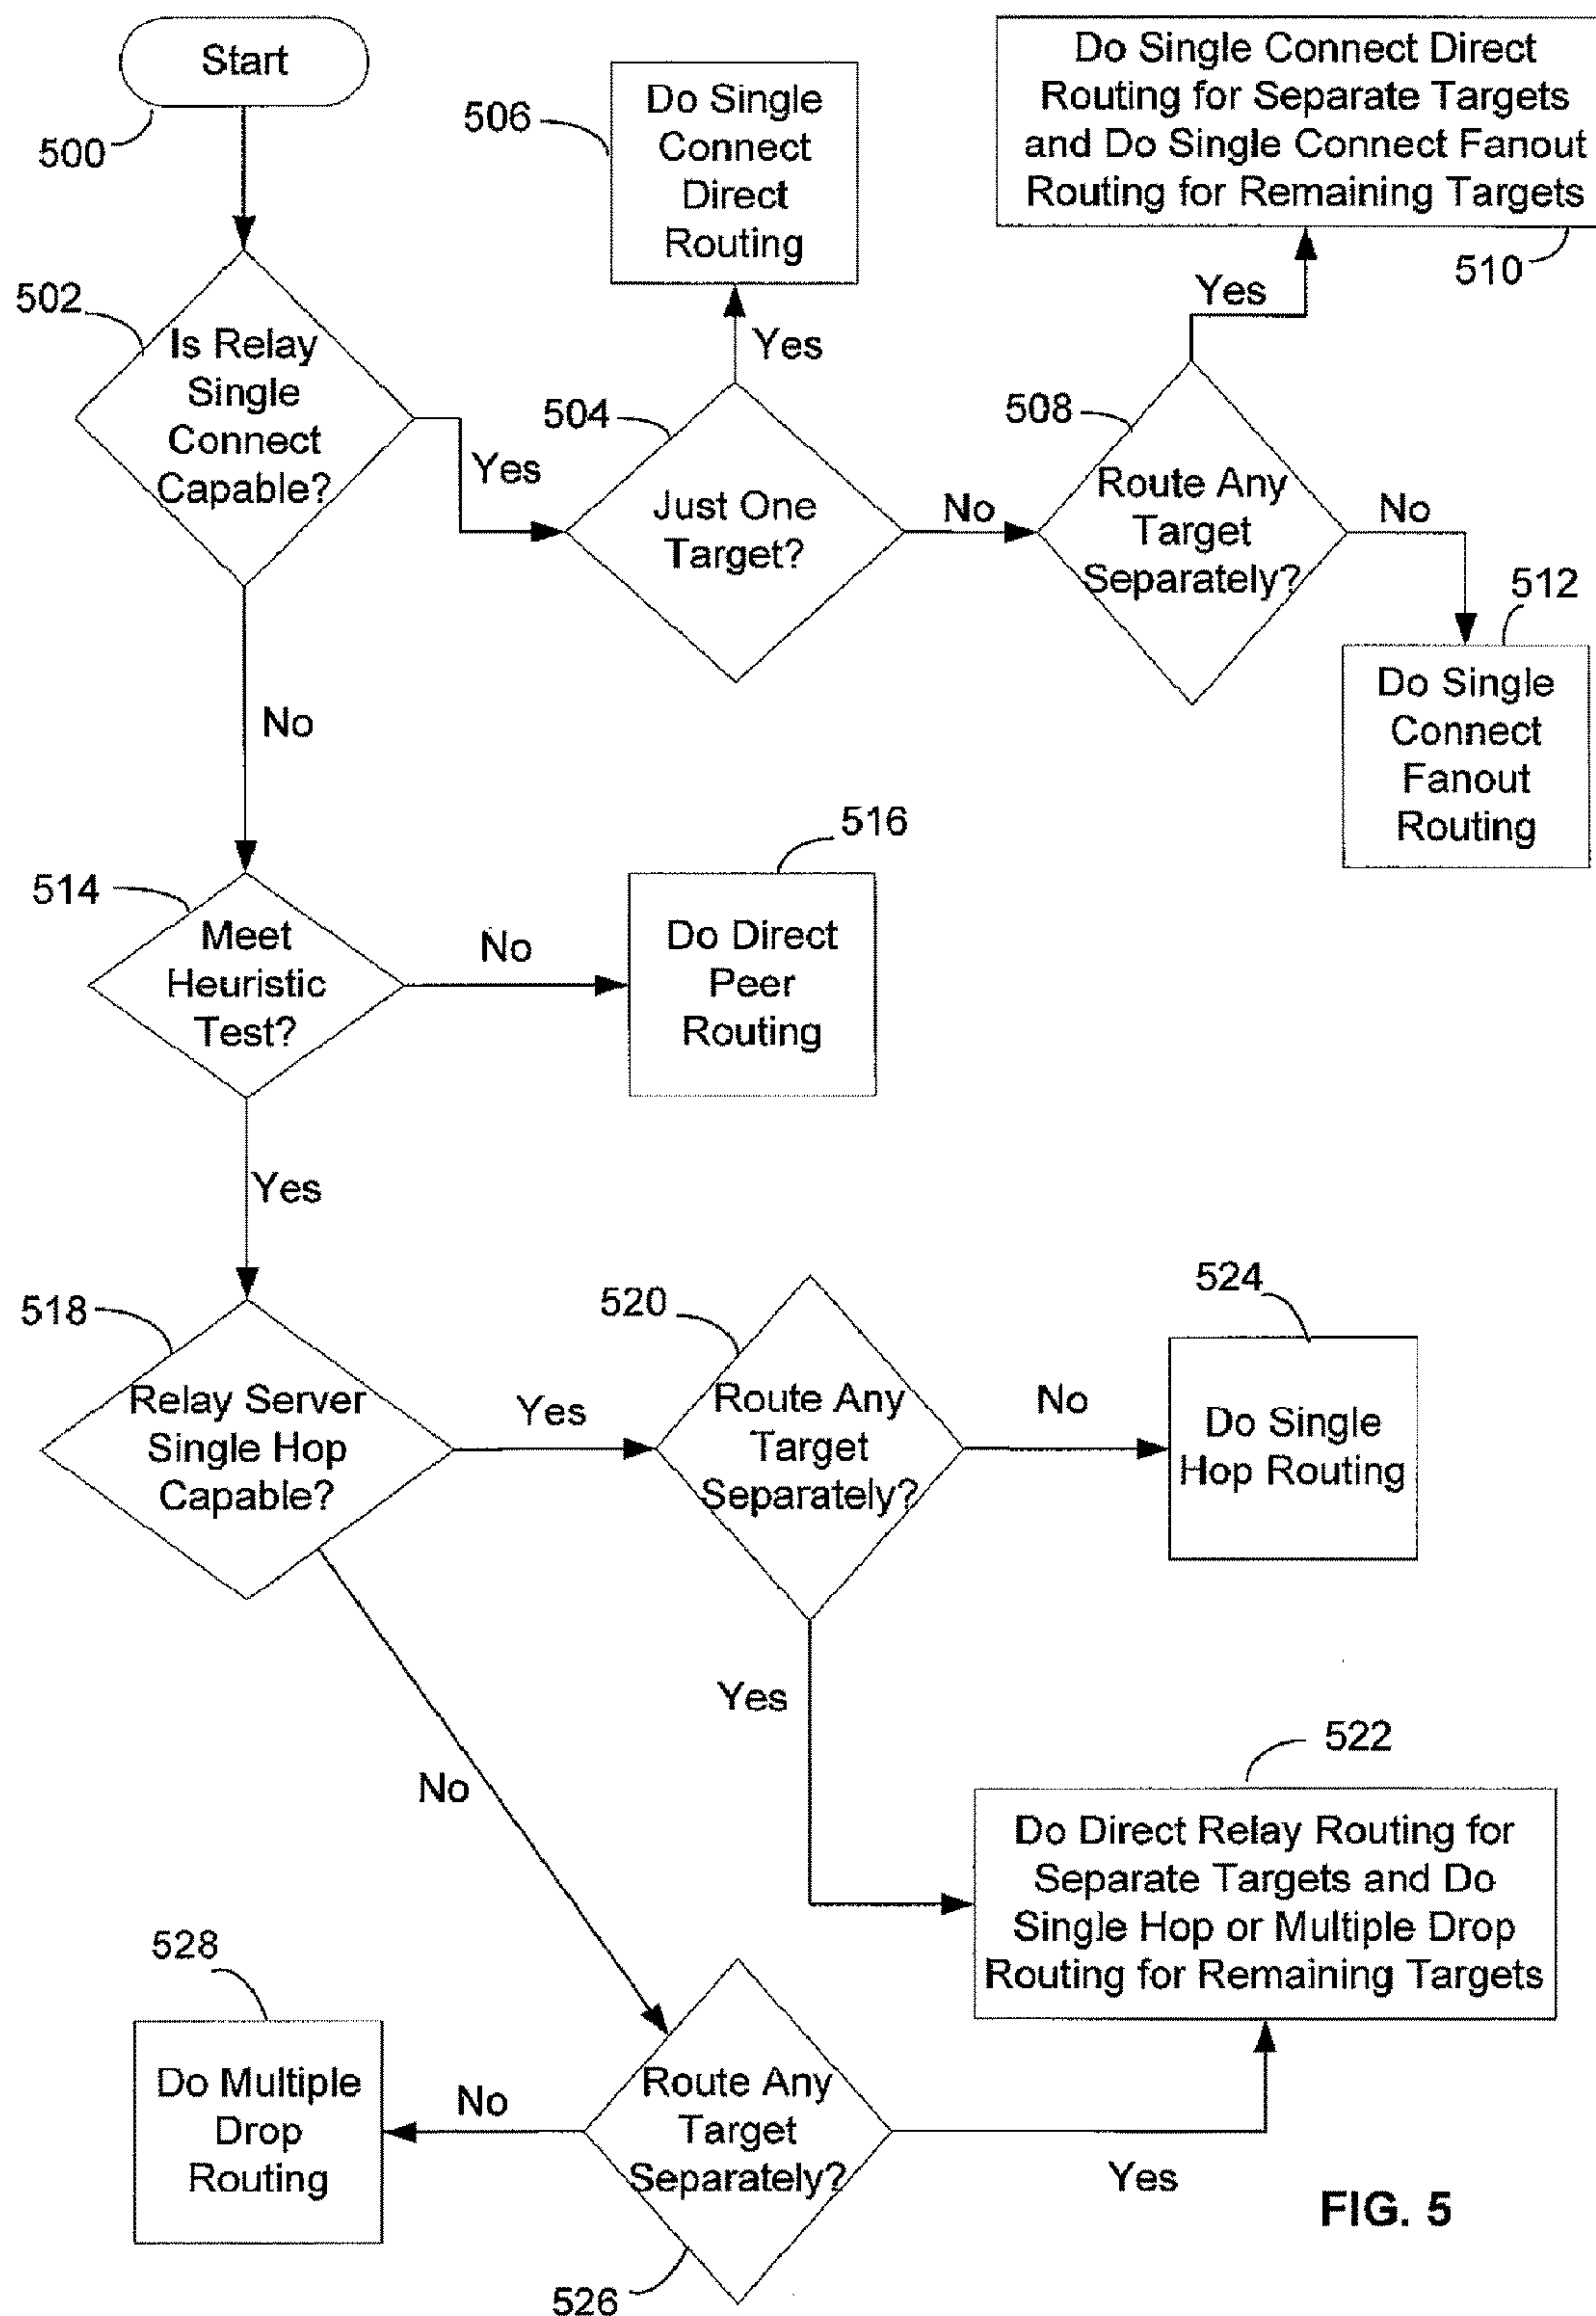 Start
500
506
Do Single
Connect
Direct
Routing
Do Single Connect Direct
Routing for Separate Targets
and Do Single Connect Fanout
Routing for Remaining Targets
510
502
Is Relay
Single
Connect
Capable?
Yes
504
Just One
Target?
Yes
No
508
Route Any
Target
Separately?
Yes
No
512
Do Single
Connect
Fanout
Routing
No
514
Meet
Heuristic
Test?
No
516
Do Direct
Peer
Routing
Yes
518
Relay Server
Single Hop
Capable?
Yes
520
Route Any
Target
Separately?
No
524
Do Single
Hop Routing
Yes
No
522
Do Direct Relay Routing for
Separate Targets and Do
Single Hop or Multiple Drop
Routing for Remaining Targets
528
Do Multiple
Drop
Routing
No
Route Any
Target
Separately?
526
Yes
FIG. 5